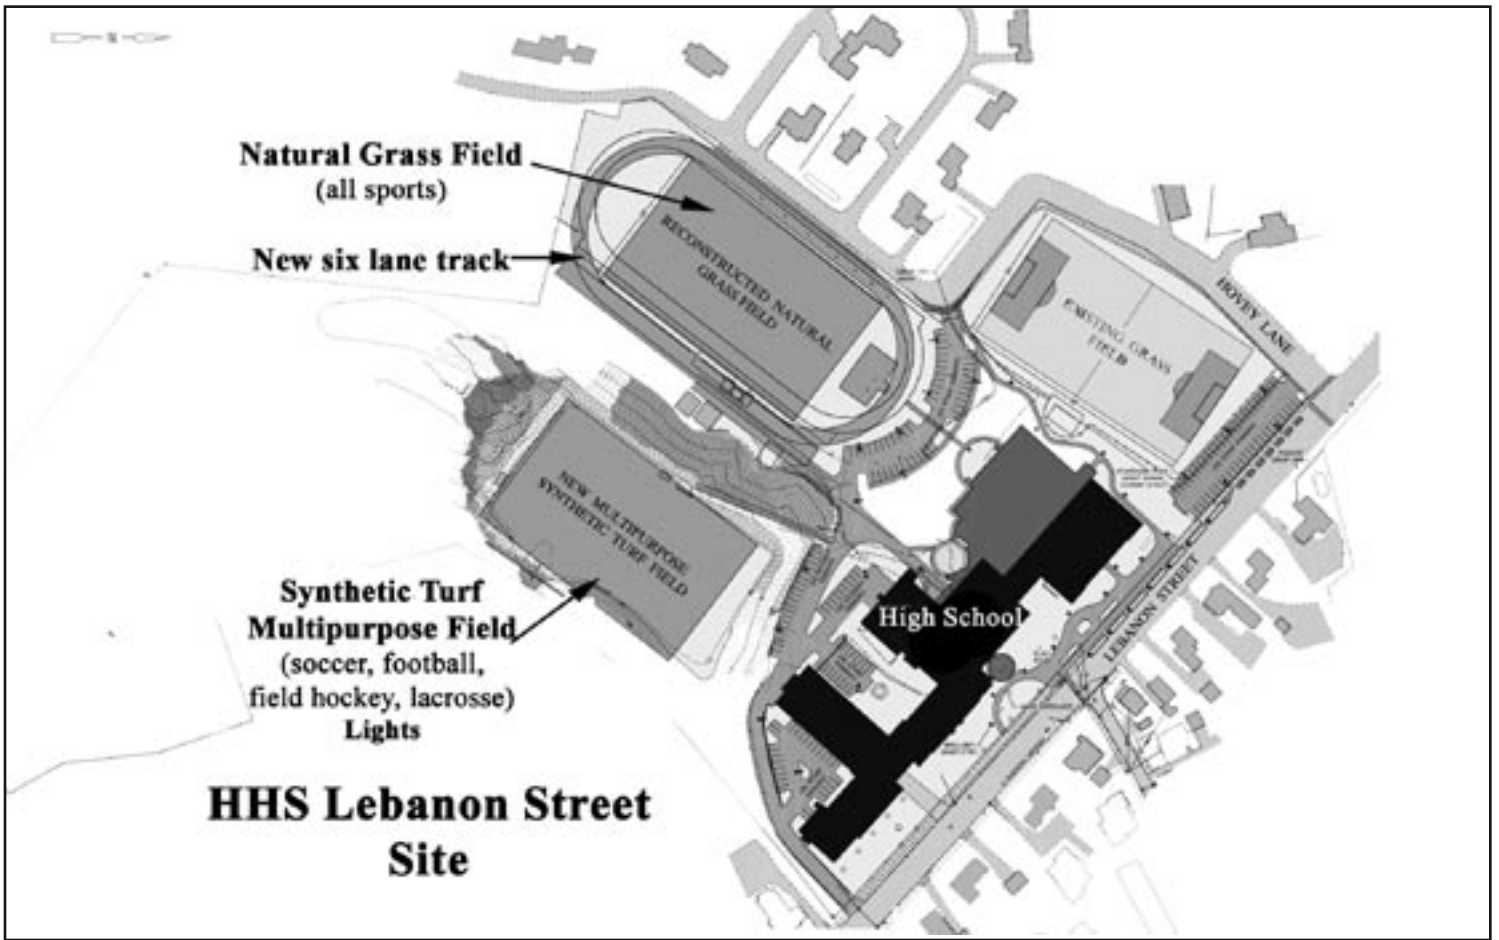 N
Natural Grass Field
(all sports)
New six lane track
RECONSTRUCTED NATURAL
GRASS FIELD
EXISTING GRASS
FIELD
HOVEY LANE
NEW MULTIPURPOSE
SYNTHETIC TURF FIELD
Synthetic Turf
Multipurpose Field
(soccer, football,
field hockey, lacrosse)
Lights
High School
LEBANON STREET
HHS Lebanon Street
Site